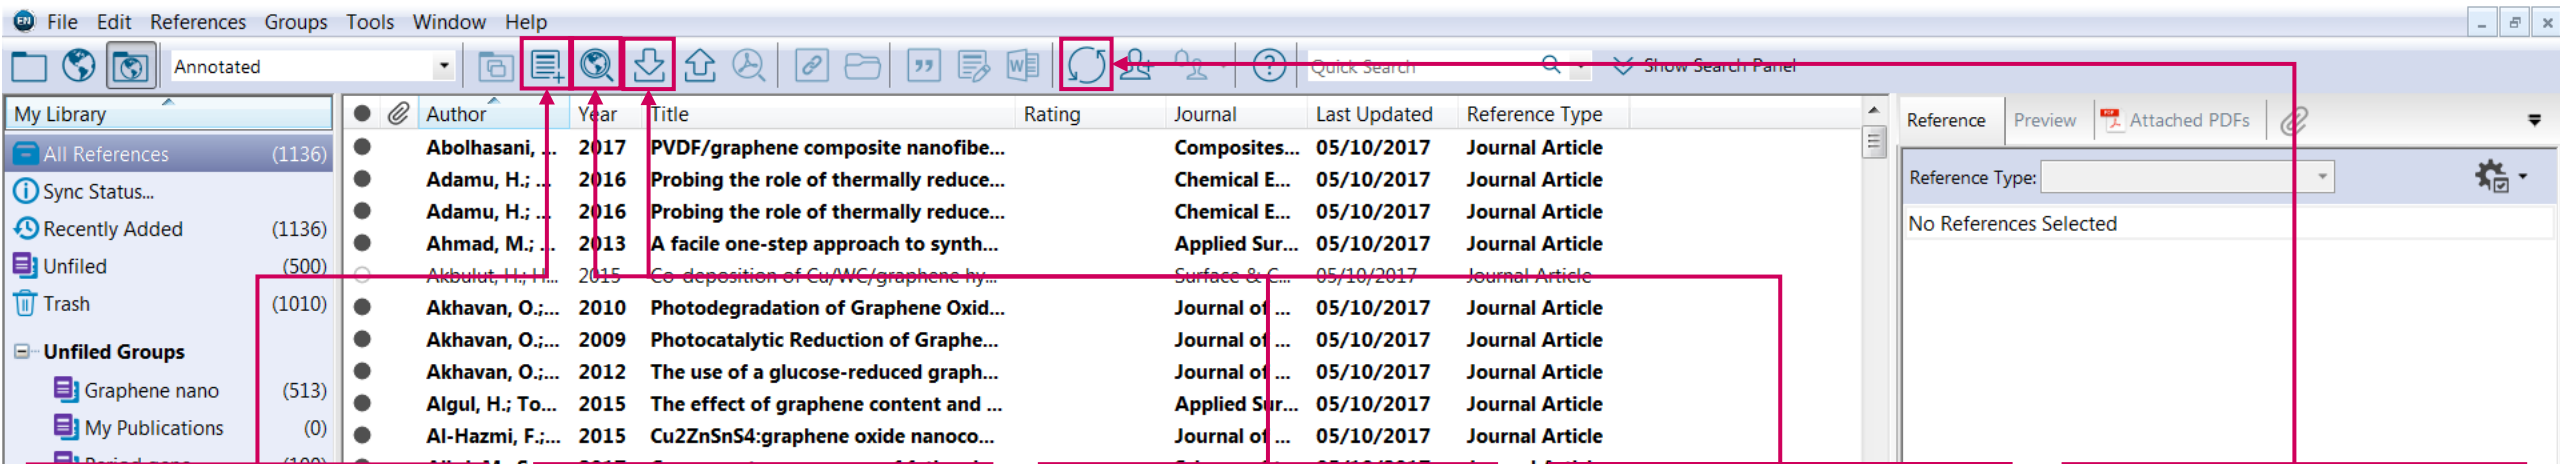 EN File Edit References Groups Tools Window Help
Annotated Quick Search Show Search Panel
My Library
All References (1136)
Sync Status...
Recently Added (1136)
Unfiled (500)
Trash (1010)
Unfiled Groups
Graphene nano (513)
My Publications (0)
Author Year Title Rating Journal Last Updated Reference Type
Abolhasani, ... 2017 PVDF/graphene composite nanofibe... Composites... 05/10/2017 Journal Article
Adamu, H.; ... 2016 Probing the role of thermally reduce... Chemical E... 05/10/2017 Journal Article
Adamu, H.; ... 2016 Probing the role of thermally reduce... Chemical E... 05/10/2017 Journal Article
Ahmad, M.; ... 2013 A facile one-step approach to synth... Applied Sur... 05/10/2017 Journal Article
Akbulut, H.; H... 2015 Co-deposition of Cu/WC/graphene hy... Surface & C... 05/10/2017 Journal Article
Akhavan, O.;... 2010 Photodegradation of Graphene Oxid... Journal of ... 05/10/2017 Journal Article
Akhavan, O.;... 2009 Photocatalytic Reduction of Graphe... Journal of ... 05/10/2017 Journal Article
Akhavan, O.;... 2012 The use of a glucose-reduced graph... Journal of ... 05/10/2017 Journal Article
Algul, H.; To... 2015 The effect of graphene content and ... Applied Sur... 05/10/2017 Journal Article
Al-Hazmi, F.;... 2015 Cu2ZnSnS4:graphene oxide nanoco... Journal of ... 05/10/2017 Journal Article
Reference Preview Attached PDFs
Reference Type:
No References Selected